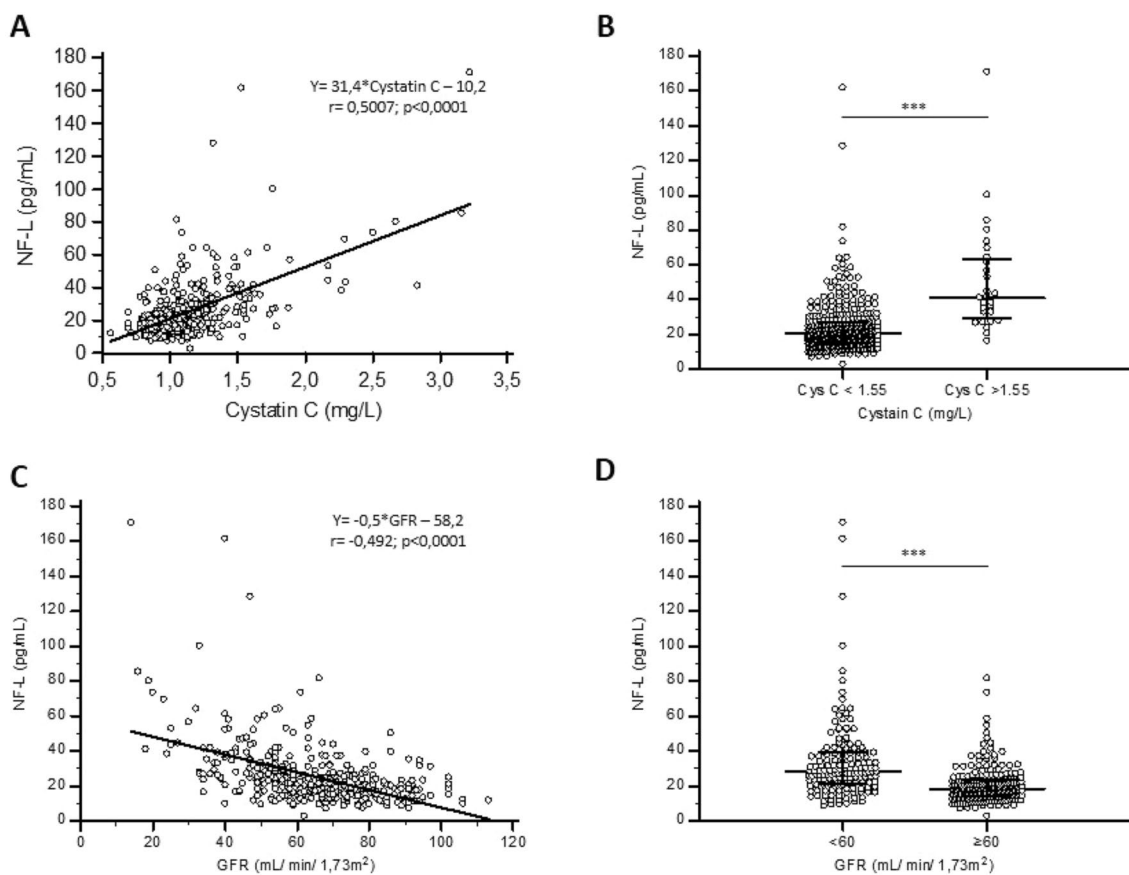 A
180
160
140
120
100
80
60
40
20
0
NF-L (pg/mL)
Y= 31,4*Cystatin C – 10,2
r= 0,5007; p<0,0001
0,5 1,0 1,5 2,0 2,5 3,0 3,5
Cystatin C (mg/L)
B
180
160
140
120
100
80
60
40
20
0
NF-L (pg/mL)
***
Cys C < 1.55 Cys C >1.55
Cystain C (mg/L)
C
180
160
140
120
100
80
60
40
20
0
NF-L (pg/mL)
Y= -0,5*GFR – 58,2
r= -0,492; p<0,0001
0 20 40 60 80 100 120
GFR (mL/ min/ 1,73m²)
D
180
160
140
120
100
80
60
40
20
0
NF-L (pg/mL)
***
<60 ≥60
GFR (mL/ min/ 1,73m²)